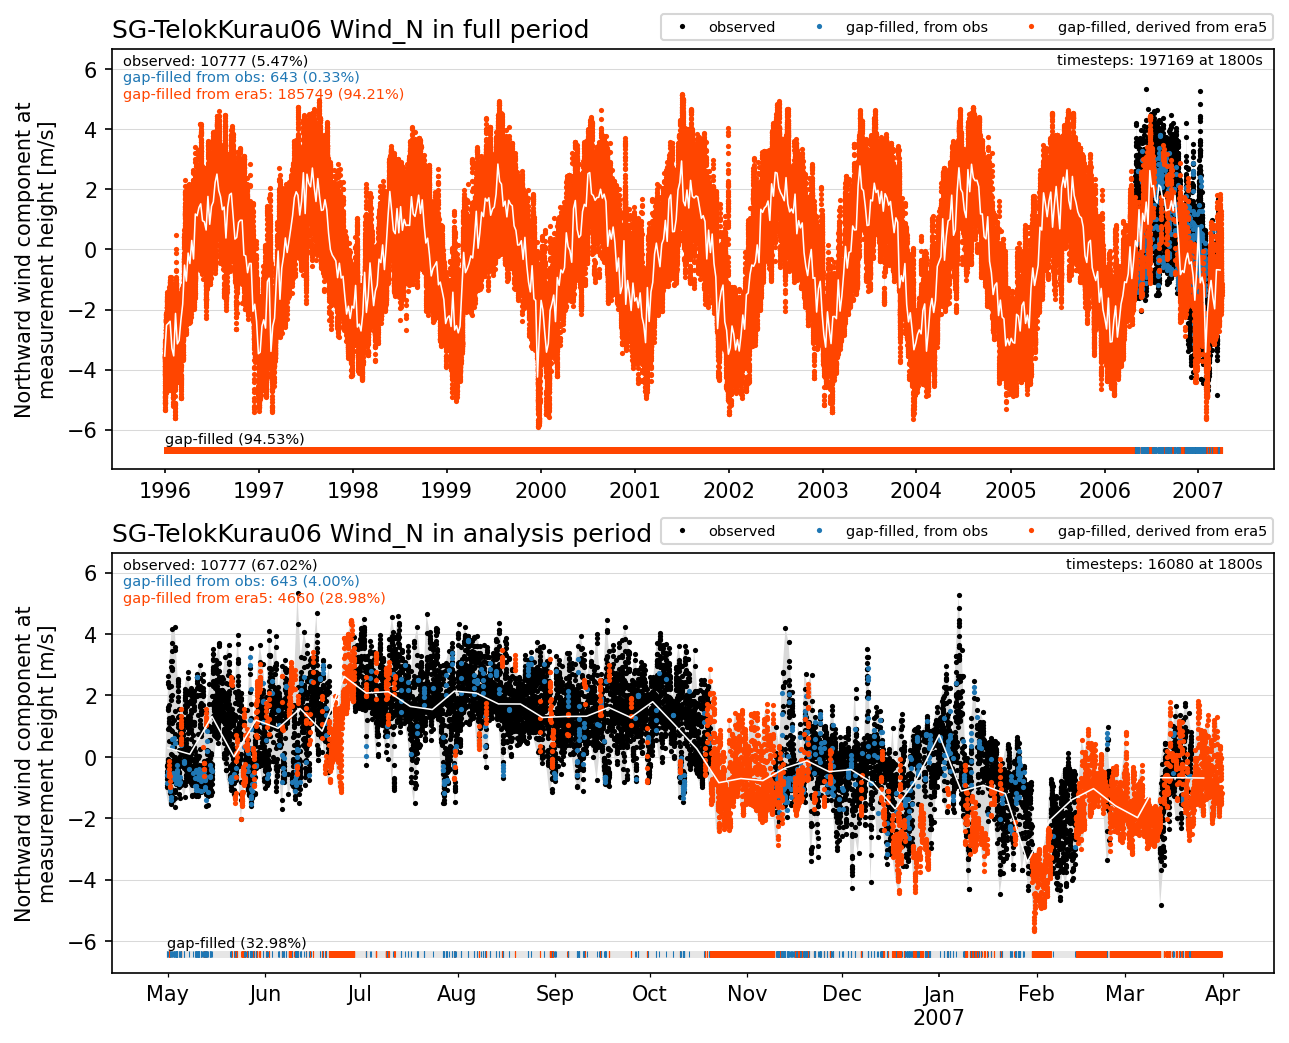 SG-TelokKurau06 Wind_N in full period
observed
gap-filled, from obs
gap-filled, derived from era5
observed: 10777 (5.47%)
gap-filled from obs: 643 (0.33%)
gap-filled from era5: 185749 (94.21%)
timesteps: 197169 at 1800s
Northward wind component at
measurement height [m/s]
6
4
2
0
−2
−4
−6
gap-filled (94.53%)
1996 1997 1998 1999 2000 2001 2002 2003 2004 2005 2006 2007
SG-TelokKurau06 Wind_N in analysis period
observed
gap-filled, from obs
gap-filled, derived from era5
observed: 10777 (67.02%)
gap-filled from obs: 643 (4.00%)
gap-filled from era5: 4660 (28.98%)
timesteps: 16080 at 1800s
Northward wind component at
measurement height [m/s]
6
4
2
0
−2
−4
−6
gap-filled (32.98%)
May Jun Jul Aug Sep Oct Nov Dec Jan Feb Mar Apr
2007